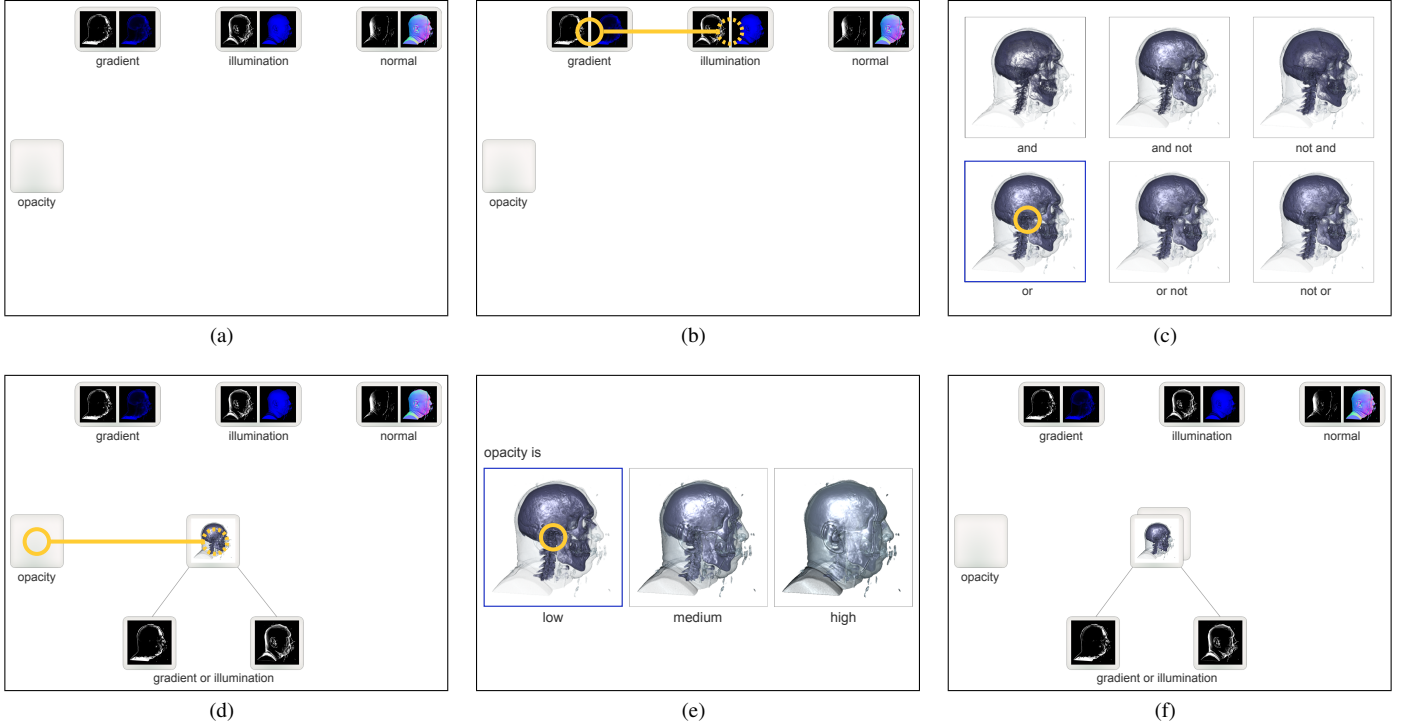 gradient illumination normal
opacity
(a)
gradient illumination normal
opacity
(b)
and and not not and
or or not not or
(c)
gradient illumination normal
opacity
gradient or illumination
(d)
opacity is
low medium high
(e)
gradient illumination normal
opacity
gradient or illumination
(f)